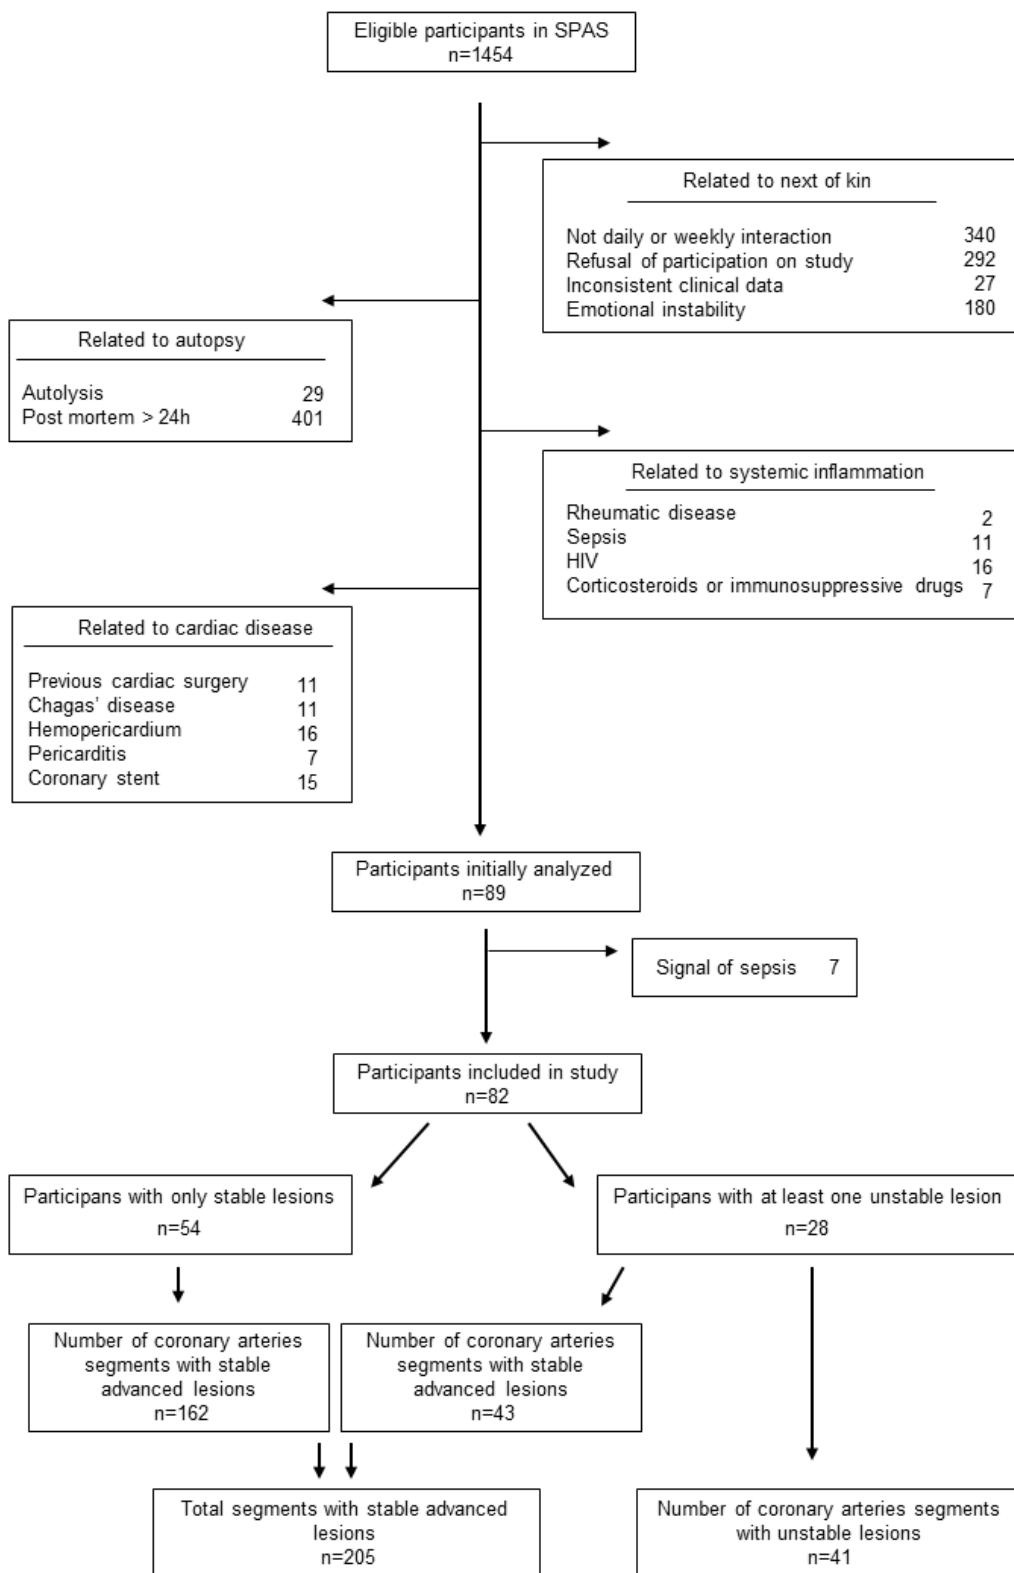 Eligible participants in SPAS
n=1454
Related to next of kin
Not daily or weekly interaction 340
Refusal of participation on study 292
Inconsistent clinical data 27
Emotional instability 180
Related to autopsy
Autolysis 29
Post mortem > 24h 401
Related to systemic inflammation
Rheumatic disease 2
Sepsis 11
HIV 16
Corticosteroids or immunosuppressive drugs 7
Related to cardiac disease
Previous cardiac surgery 11
Chagas' disease 11
Hemopericardium 16
Pericarditis 7
Coronary stent 15
Participants initially analyzed
n=89
Signal of sepsis 7
Participants included in study
n=82
Participans with only stable lesions
n=54
Participans with at least one unstable lesion
n=28
Number of coronary arteries
segments with stable
advanced lesions
n=162
Number of coronary arteries
segments with stable
advanced lesions
n=43
Total segments with stable advanced
lesions
n=205
Number of coronary arteries segments
with unstable lesions
n=41